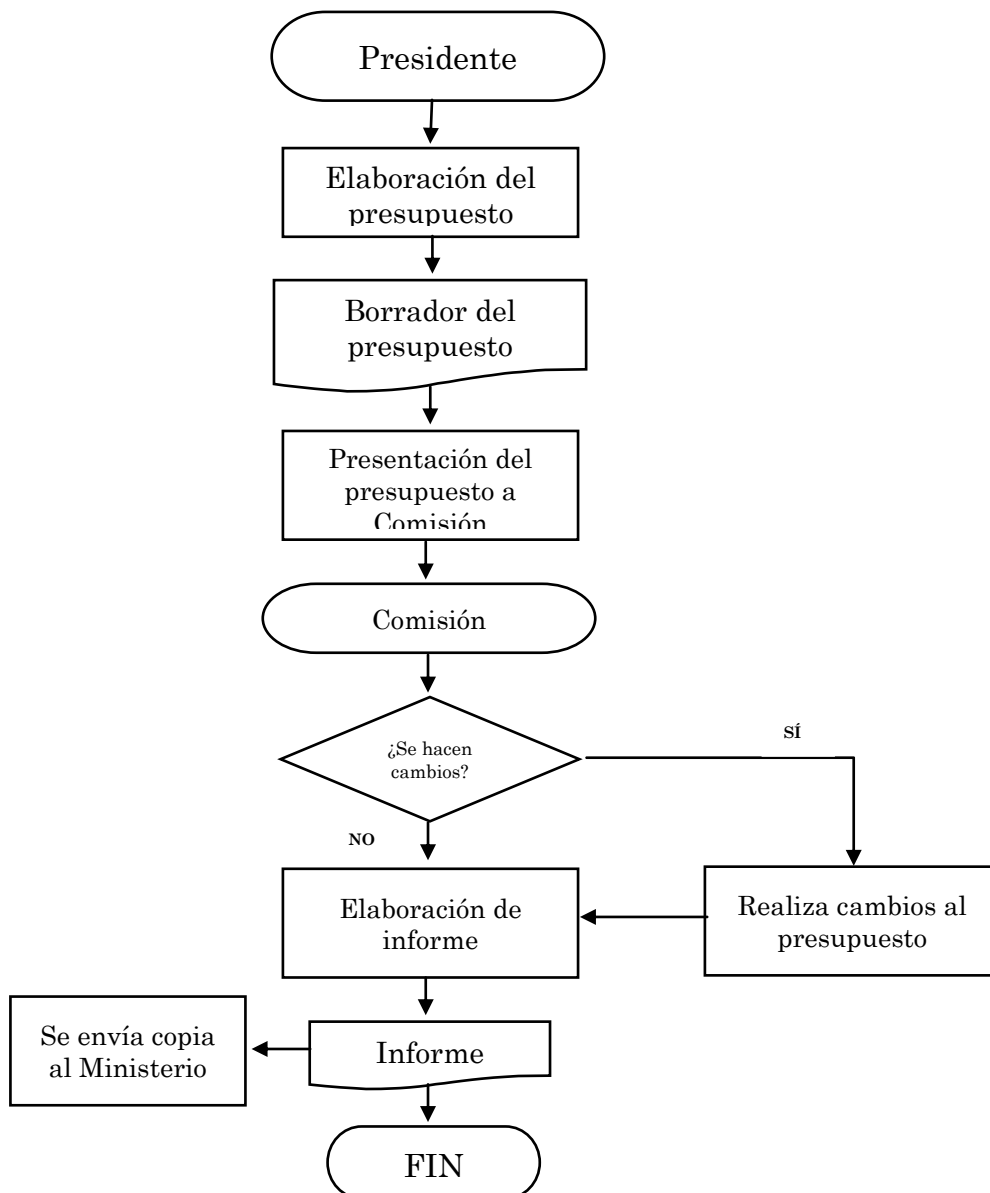 Presidente
Elaboración del
presupuesto
Borrador del
presupuesto
Presentación del
presupuesto a
Comisión
Comisión
¿Se hacen
cambios?
SÍ
NO
Elaboración de
informe
Realiza cambios al
presupuesto
Se envía copia
al Ministerio
Informe
FIN